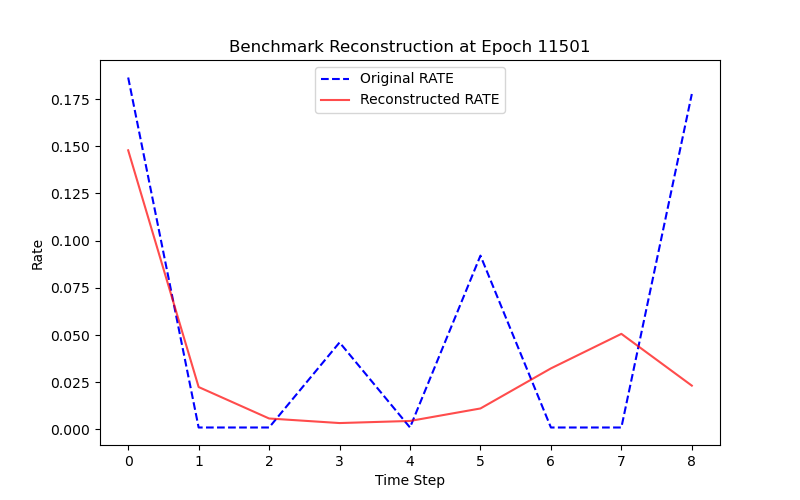 Benchmark Reconstruction at Epoch 11501
Original RATE
Reconstructed RATE
0.175
0.150
0.125
0.100
0.075
0.050
0.025
0.000
Rate
0 1 2 3 4 5 6 7 8
Time Step